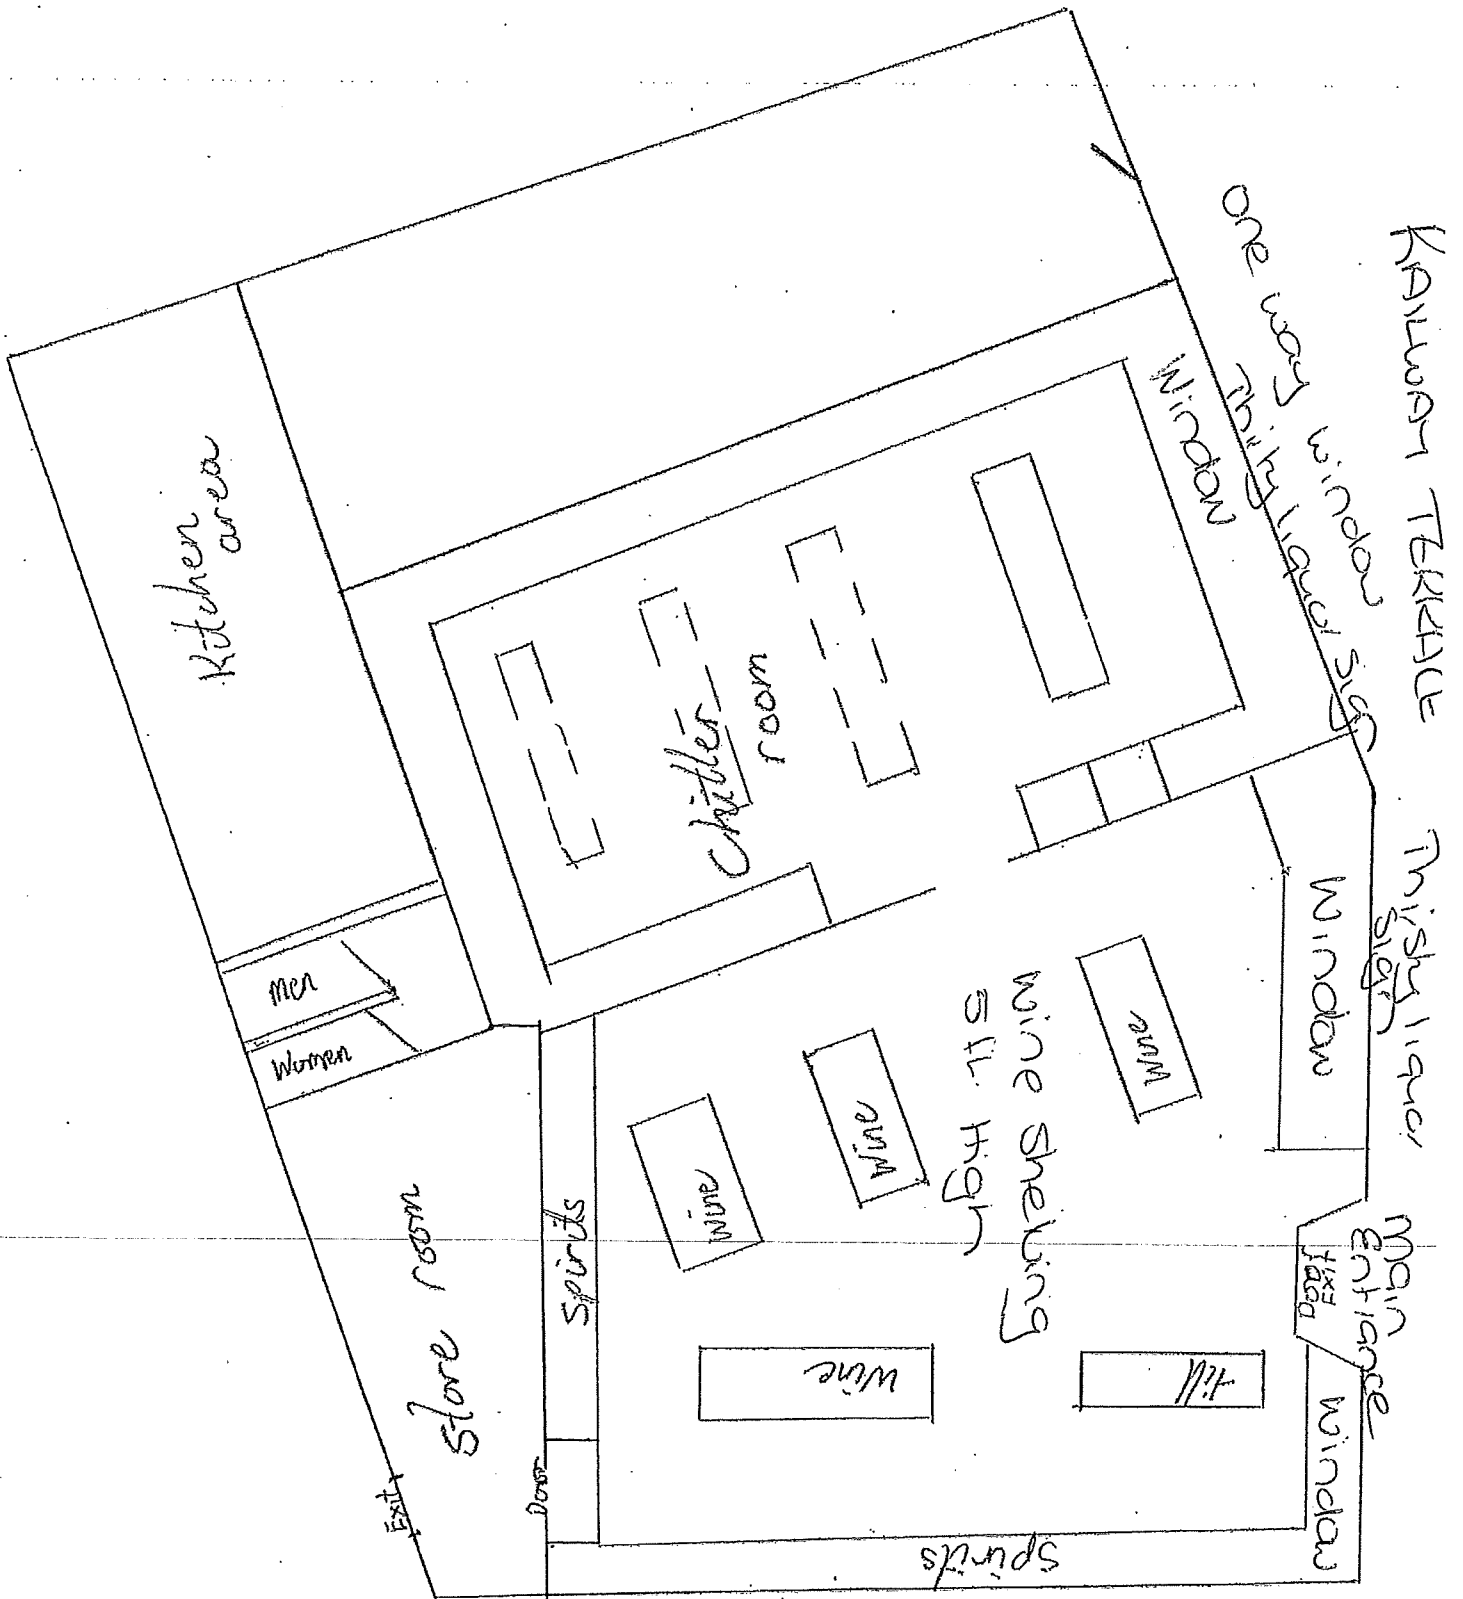 RAILWAY TERRACE
one way window
Thirsty liquor sign
Thirsty liquor
sign
Main
Entrance
Exit
Door
Window
Window
Window
Kitchen
area
Chiller
room
Men
Women
Wine
Wine
Wine
Wine shelving
5 ft. High
Wine
till
Spirits
Spirits
Store room
Door
Exit